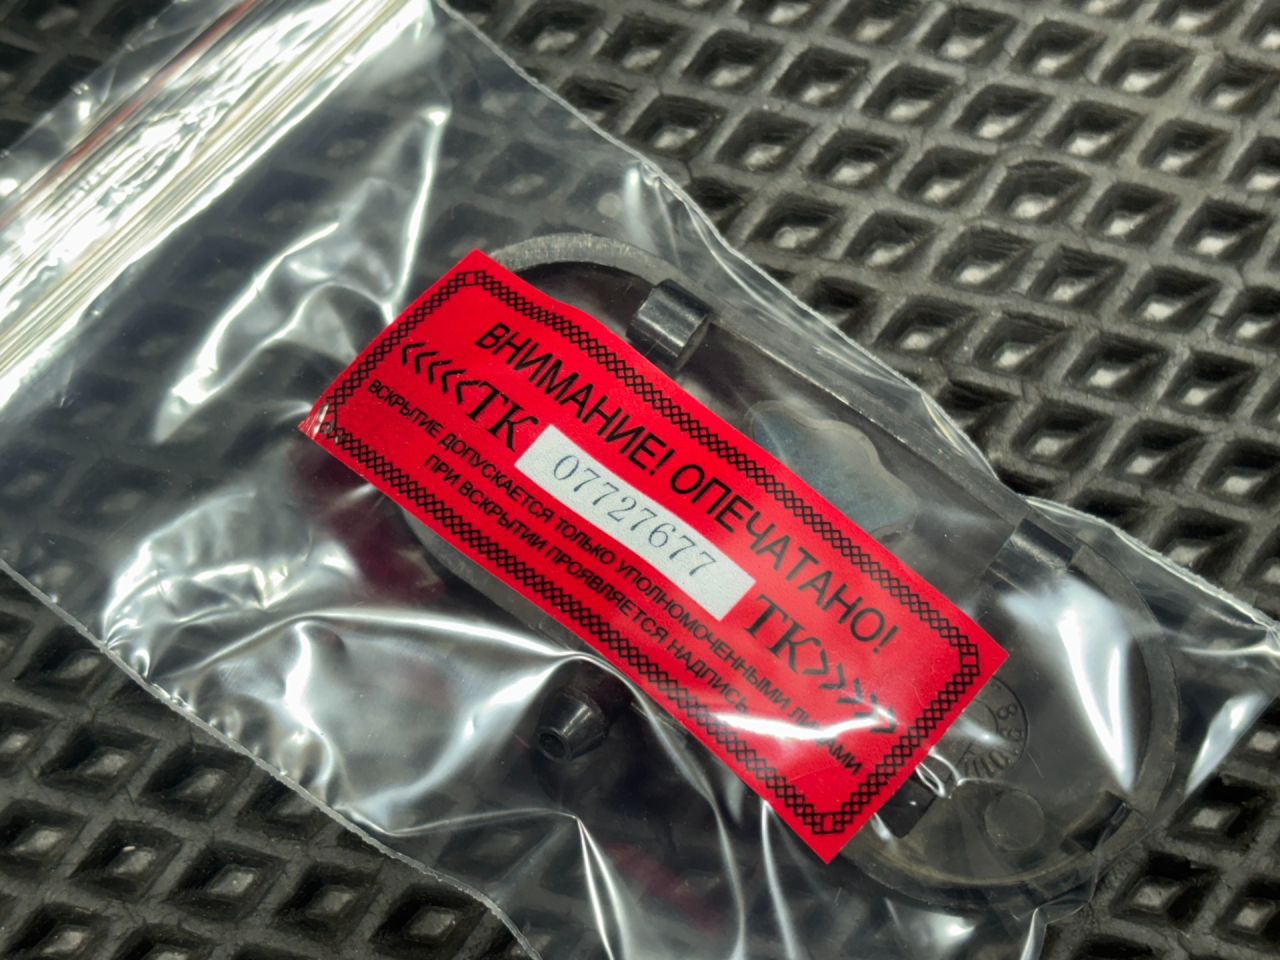 ВНИМАНИЕ! ОПЕЧАТАНО!
<<<<<ТК 07727677 ТК>>>>>
ВСКРЫТИЕ ДОПУСКАЕТСЯ ТОЛЬКО УПОЛНОМОЧЕННЫМИ ЛИЦАМИ
ПРИ ВСКРЫТИИ ПРОЯВЛЯЕТСЯ НАДПИСЬ